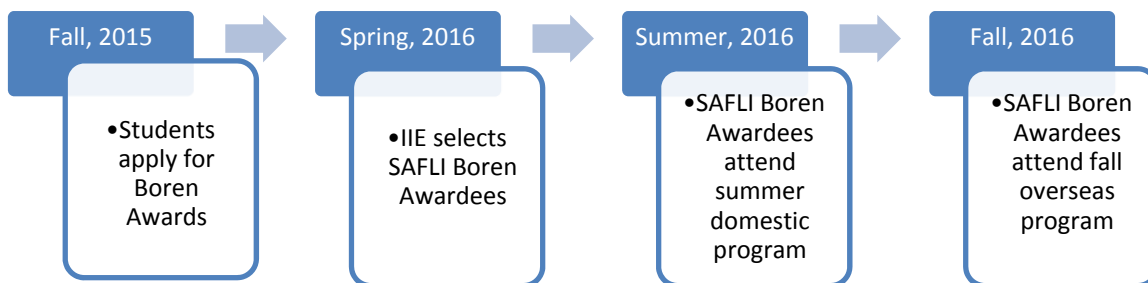 Fall, 2015
•Students
apply for
Boren
Awards
Spring, 2016
•IIE selects
SAFLI Boren
Awardees
Summer, 2016
•SAFLI Boren
Awardees
attend
summer
domestic
program
Fall, 2016
•SAFLI Boren
Awardees
attend fall
overseas
program